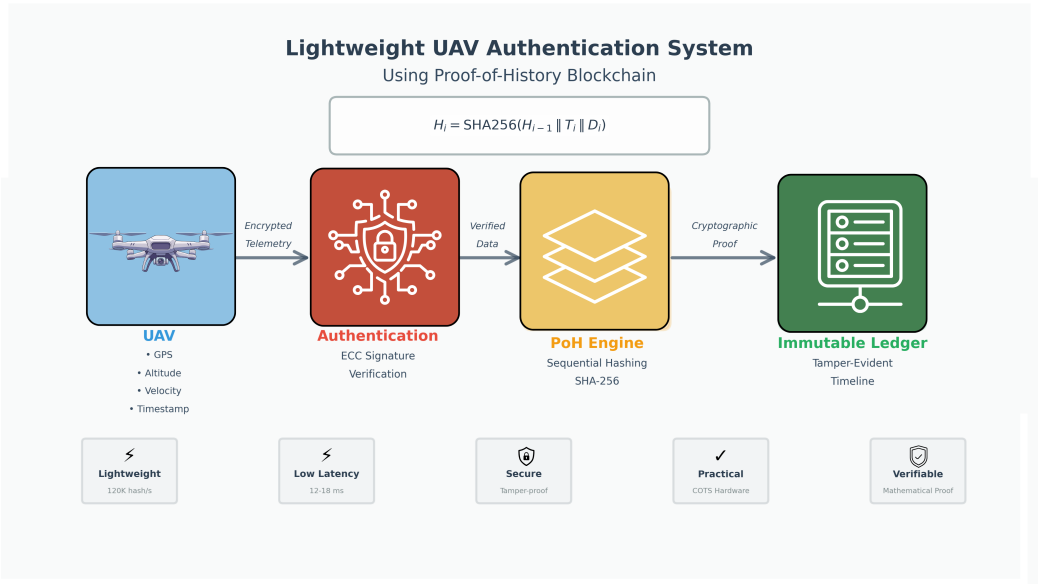 Lightweight UAV Authentication System
Using Proof-of-History Blockchain
Hᵢ = SHA256(Hᵢ₋₁ ∥ Tᵢ ∥ Dᵢ)
Encrypted
Telemetry
Verified
Data
Cryptographic
Proof
UAV
• GPS
• Altitude
• Velocity
• Timestamp
Authentication
ECC Signature
Verification
PoH Engine
Sequential Hashing
SHA-256
Immutable Ledger
Tamper-Evident
Timeline
Lightweight
120K hash/s
Low Latency
12-18 ms
Secure
Tamper-proof
Practical
COTS Hardware
Verifiable
Mathematical Proof